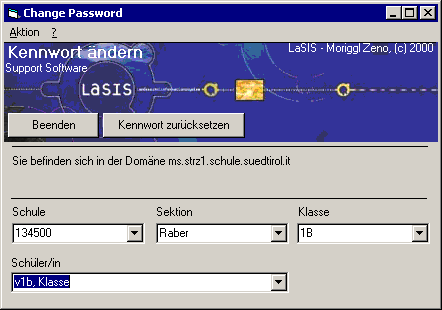 Change Password
Aktion ?
Kennwort ändern
LaSIS - Moriggl Zeno, (c) 2000
Support Software
LaSIS
Beenden
Kennwort zurücksetzen
Sie befinden sich in der Domäne ms.strz1.schule.suedtirol.it
Schule Sektion Klasse
134500 Raber 1B
Schüler/in
v1b, Klasse